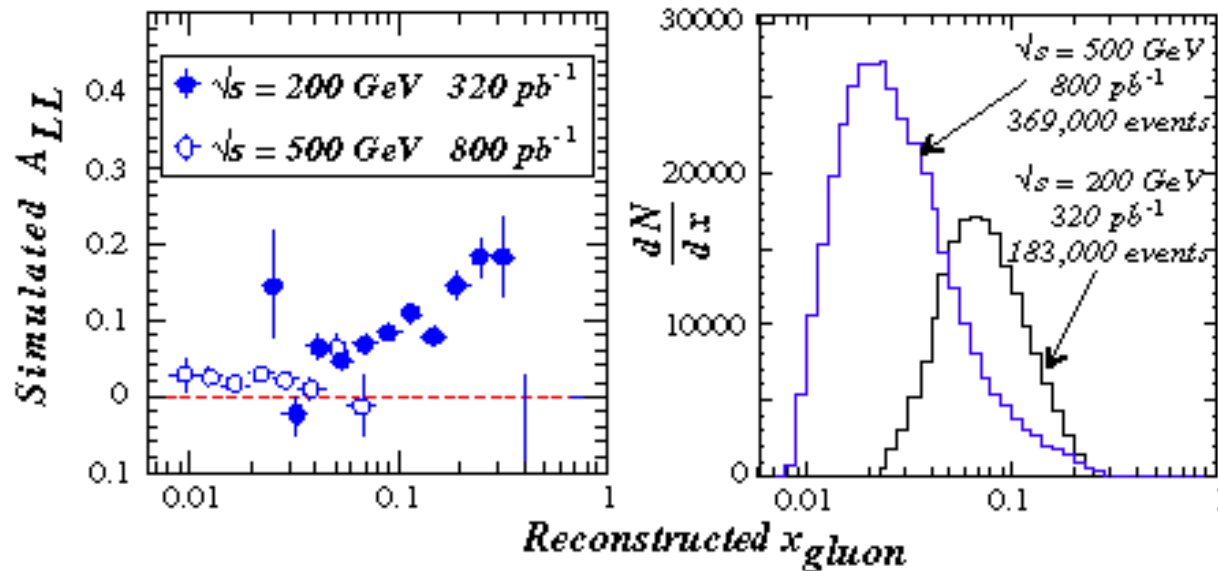 Simulated A_LL
0.4
0.3
0.2
0.1
0
0.1
√s = 200 GeV 320 pb⁻¹
√s = 500 GeV 800 pb⁻¹
0.01 0.1 1
30000
20000
10000
0
dN
dx
√s = 500 GeV
800 pb⁻¹
369,000 events
√s = 200 GeV
320 pb⁻¹
183,000 events
0.01 0.1 1
Reconstructed x_gluon